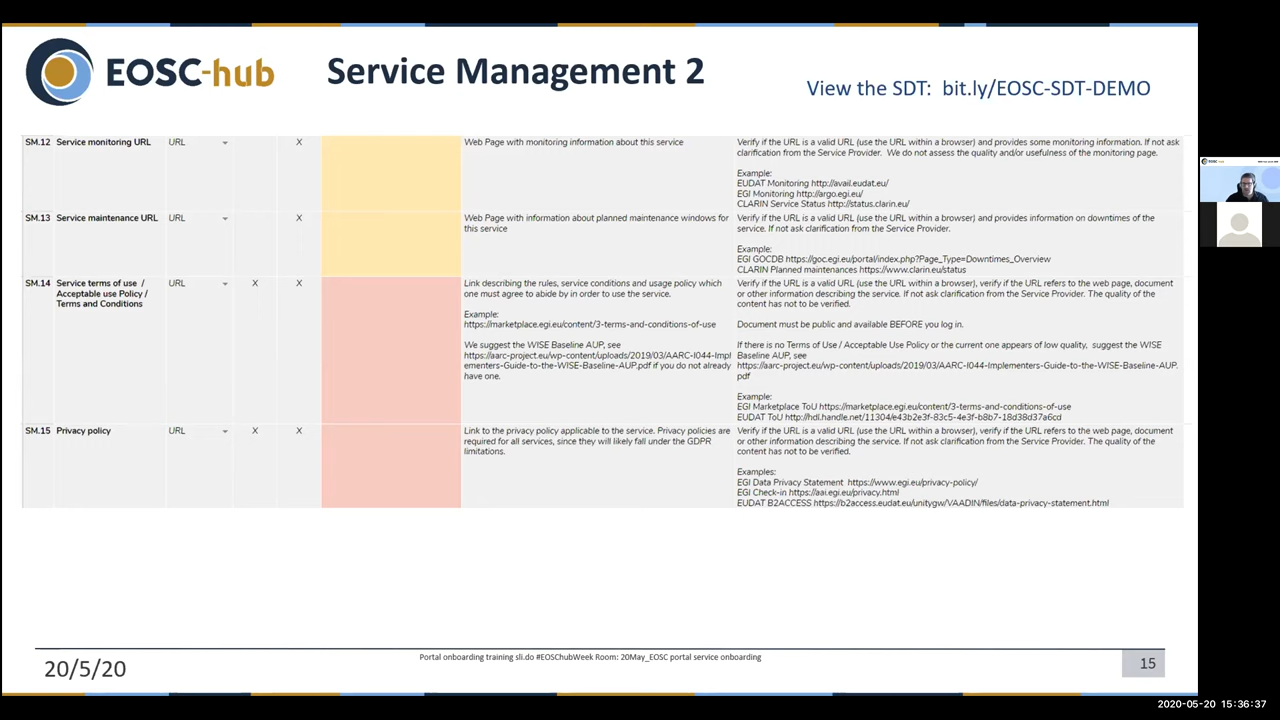 EOSC-hub
Service Management 2
View the SDT: bit.ly/EOSC-SDT-DEMO
SM.12 Service monitoring URL URL X
Web Page with monitoring information about this service
Verify if the URL is a valid URL (use the URL within a browser) and provides some monitoring information. If not ask
clarification from the Service Provider. We do not assess the quality and/or usefulness of the monitoring page.
Example:
EUDAT Monitoring http://avail.eudat.eu/
EGI Monitoring http://argo.egi.eu/
CLARIN Service Status http://status.clarin.eu/
SM.13 Service maintenance URL URL X
Web Page with information about planned maintenance windows for
this service
Verify if the URL is a valid URL (use the URL within a browser) and provides information on downtimes of the
service. If not ask clarification from the Service Provider.
Example:
EGI GOCDB https://goc.egi.eu/portal/index.php?Page_Type=Downtimes_Overview
CLARIN Planned maintenances https://www.clarin.eu/status
SM.14 Service terms of use /
Acceptable use Policy /
Terms and Conditions
URL X X
Link describing the rules, service conditions and usage policy which
one must agree to abide by in order to use the service.
Example:
https://marketplace.egi.eu/content/3-terms-and-conditions-of-use
We suggest the WISE Baseline AUP, see
https://aarc-project.eu/wp-content/uploads/2019/03/AARC-I044-Impl
ementers-Guide-to-the-WISE-Baseline-AUP.pdf if you do not already
have one.
Verify if the URL is a valid URL (use the URL within a browser), verify if the URL refers to the web page, document
or other information describing the service. If not ask clarification from the Service Provider. The quality of the
content has not to be verified.
Document must be public and available BEFORE you log in.
If there is no Terms of Use / Acceptable Use Policy or the current one appears of low quality, suggest the WISE
Baseline AUP, see
https://aarc-project.eu/wp-content/uploads/2019/03/AARC-I044-Implementers-Guide-to-the-WISE-Baseline-AUP.
pdf
Example:
EGI Marketplace ToU https://marketplace.egi.eu/content/3-terms-and-conditions-of-use
EUDAT ToU http://hdl.handle.net/11304/e43b2e3f-83c5-4e3f-b8b7-18d38d37a6cd
SM.15 Privacy policy URL X X
Link to the privacy policy applicable to the service. Privacy policies are
required for all services, since they will likely fall under the GDPR
limitations.
Verify if the URL is a valid URL (use the URL within a browser), verify if the URL refers to the web page, document
or other information describing the service. If not ask clarification from the Service Provider. The quality of the
content has not to be verified.
Examples:
EGI Data Privacy Statement https://www.egi.eu/privacy-policy/
EGI Check-in https://aai.egi.eu/privacy.html
EUDAT B2ACCESS https://b2access.eudat.eu/unitygw/VAADIN/files/data-privacy-statement.html
20/5/20
Portal onboarding training sli.do #EOSChubWeek Room: 20May_EOSC portal service onboarding
15
2020-05-20 15:36:37